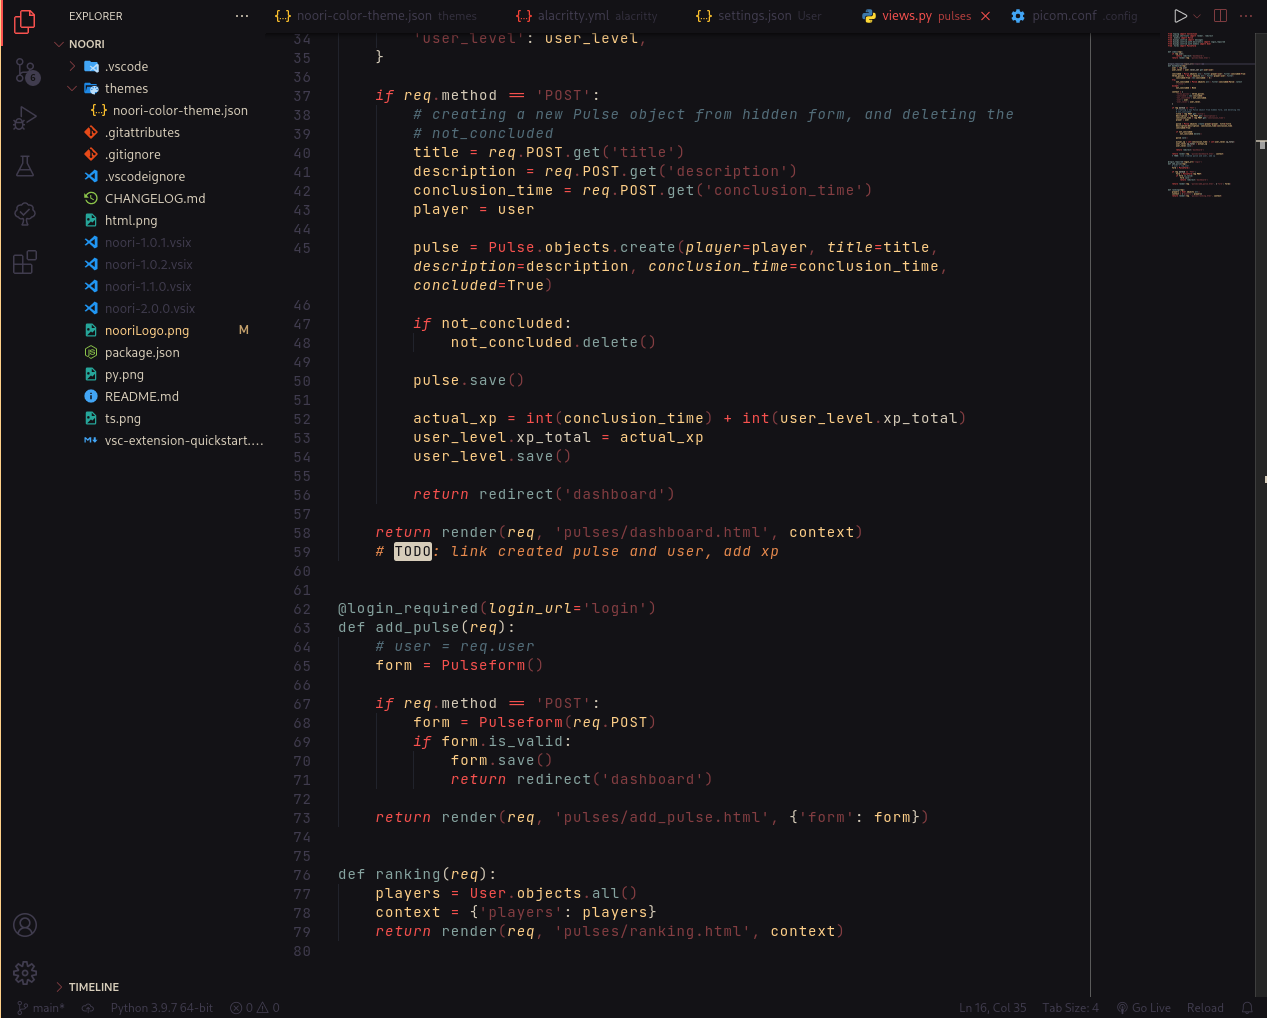 EXPLORER
noori-color-theme.json themes
alacritty.yml alacritty
settings.json User
views.py pulses
picom.conf .config
NOORI
.vscode
themes
noori-color-theme.json
.gitattributes
.gitignore
.vscodeignore
CHANGELOG.md
html.png
noori-1.0.1.vsix
noori-1.0.2.vsix
noori-1.1.0.vsix
noori-2.0.0.vsix
nooriLogo.png M
package.json
py.png
README.md
ts.png
vsc-extension-quickstart....
6
TIMELINE
34 'user_level': user_level,
35 }
36
37 if req.method == 'POST':
38 # creating a new Pulse object from hidden form, and deleting the
39 # not_concluded
40 title = req.POST.get('title')
41 description = req.POST.get('description')
42 conclusion_time = req.POST.get('conclusion_time')
43 player = user
44
45 pulse = Pulse.objects.create(player=player, title=title,
description=description, conclusion_time=conclusion_time,
concluded=True)
46
47 if not_concluded:
48 not_concluded.delete()
49
50 pulse.save()
51
52 actual_xp = int(conclusion_time) + int(user_level.xp_total)
53 user_level.xp_total = actual_xp
54 user_level.save()
55
56 return redirect('dashboard')
57
58 return render(req, 'pulses/dashboard.html', context)
59 # TODO: link created pulse and user, add xp
60
61
62 @login_required(login_url='login')
63 def add_pulse(req):
64 # user = req.user
65 form = Pulseform()
66
67 if req.method == 'POST':
68 form = Pulseform(req.POST)
69 if form.is_valid:
70 form.save()
71 return redirect('dashboard')
72
73 return render(req, 'pulses/add_pulse.html', {'form': form})
74
75
76 def ranking(req):
77 players = User.objects.all()
78 context = {'players': players}
79 return render(req, 'pulses/ranking.html', context)
80
main* Python 3.9.7 64-bit 0 0 Ln 16, Col 35 Tab Size: 4 Go Live Reload